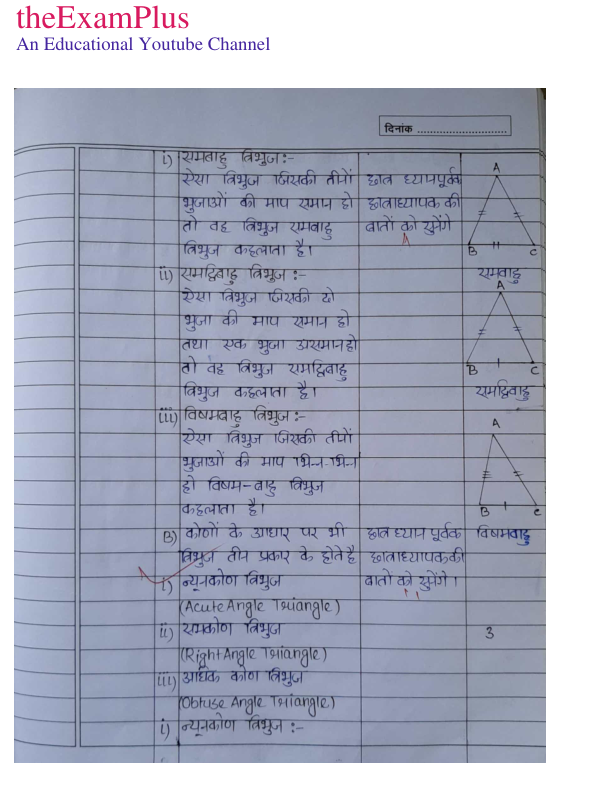 theExamPlus
An Educational Youtube Channel
दिनांक ............................
i) समबाहु त्रिभुज :-
ऐसा त्रिभुज जिसकी तीनों
भुजाओं की माप समान हो
तो वह त्रिभुज समबाहु
त्रिभुज कहलाता है।
छात्र ध्यानपूर्वक
छात्राध्यापक की
बातों को सुनेंगे
A
B
C
समबाहु
ii) समद्विबाहु त्रिभुज :-
ऐसा त्रिभुज जिसकी दो
भुजा की माप समान हो
तथा एक भुजा असमान हो
तो वह त्रिभुज समद्विबाहु
त्रिभुज कहलाता है।
A
B
C
समद्विबाहु
iii) विषमबाहु त्रिभुज :-
ऐसा त्रिभुज जिसकी तीनों
भुजाओं की माप भिन्न-भिन्न
हो विषम-बाहु त्रिभुज
कहलाता है।
A
B
C
विषमबाहु
B) कोणों के आधार पर भी
त्रिभुज तीन प्रकार के होते है
छात्र ध्यान पूर्वक
छात्राध्यापक की
बातों को सुनेंगे।
i) न्यूनकोण त्रिभुज
(Acute Angle Triangle)
ii) समकोण त्रिभुज
(Right Angle Triangle)
iii) अधिक कोण त्रिभुज
(Obtuse Angle Triangle)
3
i) न्यूनकोण त्रिभुज :-